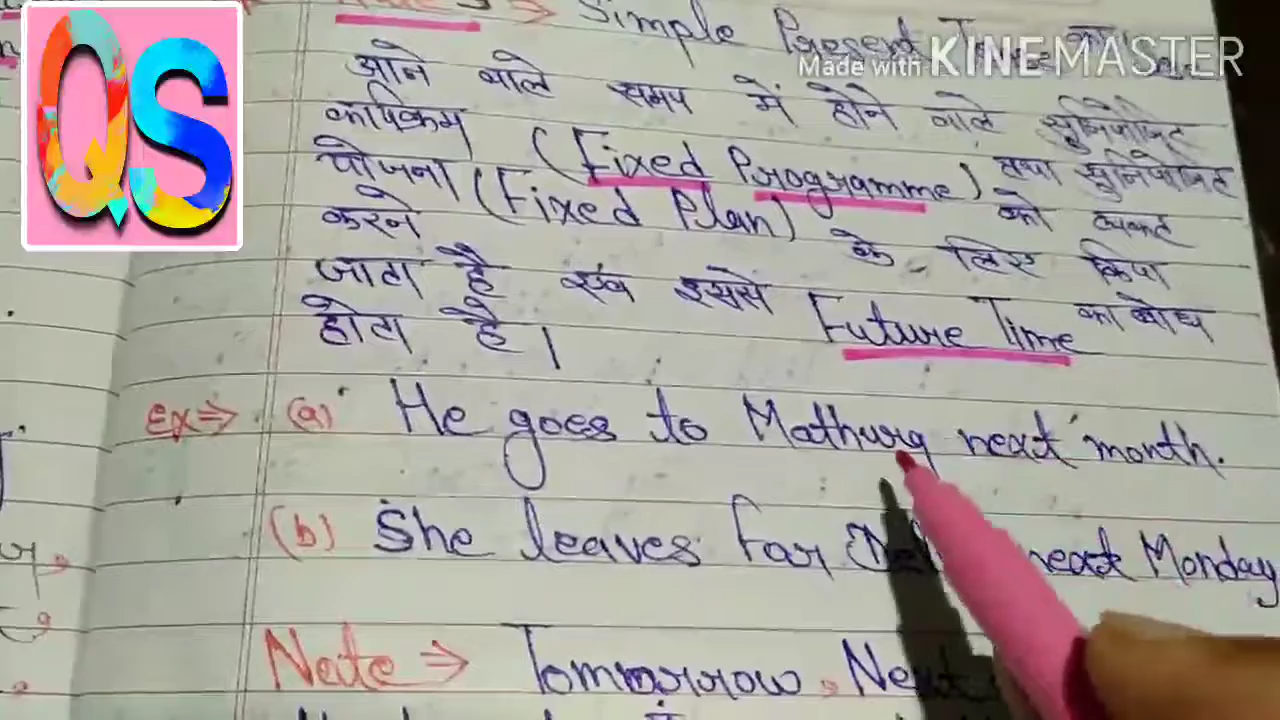 QS
Simple Present
Made with KINEMASTER
आने वाले समय में होने वाले सुनियोजित
कार्यक्रम (Fixed Programme) तथा सुनियोजित
योजना (Fixed Plan) को व्यक्त
करने के लिए किया
जाता है एवं इससे Future Time का बोध
होता है।
Ex⇒ (a) He goes to Mathura next month.
(b) She leaves for next Monday
Note ⇒ Tomorrow, Next